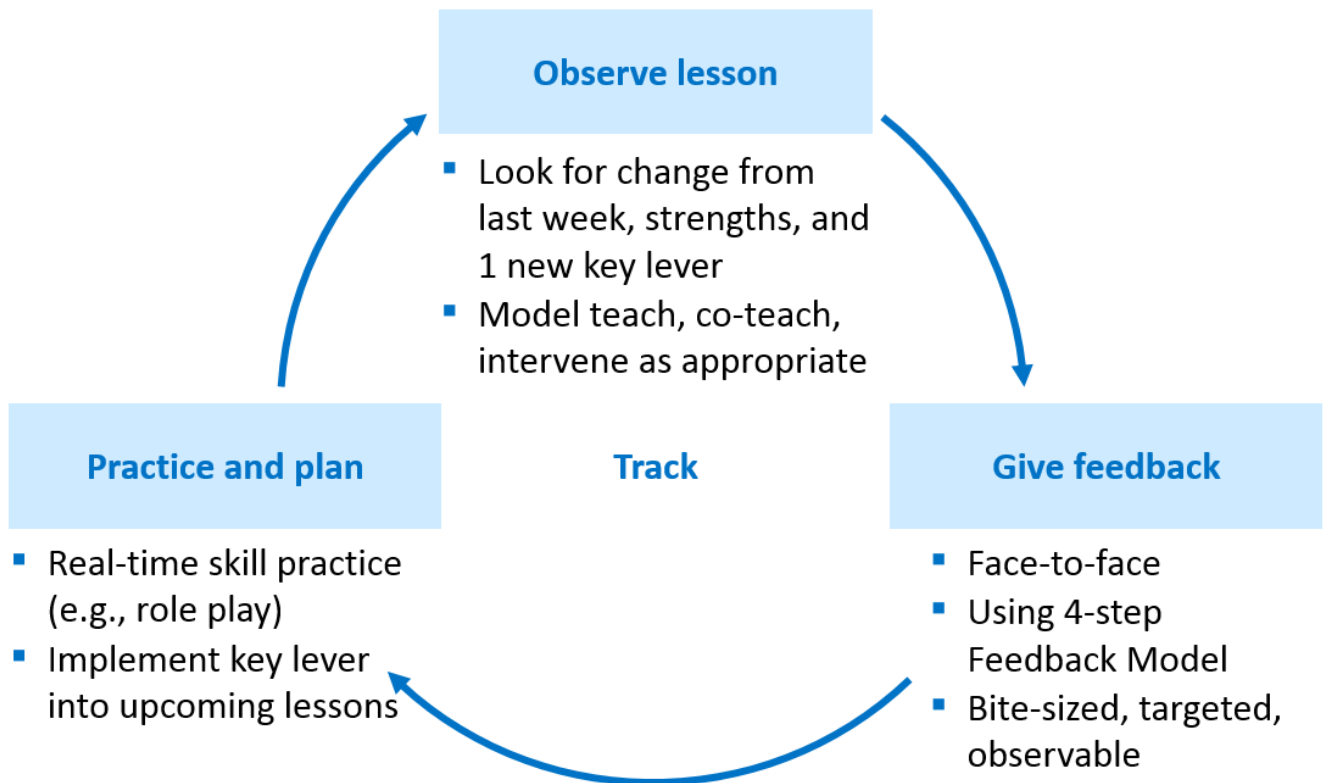 Observe lesson
▪ Look for change from
last week, strengths, and
1 new key lever
▪ Model teach, co-teach,
intervene as appropriate
Practice and plan
Track
Give feedback
▪ Real-time skill practice
(e.g., role play)
▪ Implement key lever
into upcoming lessons
▪ Face-to-face
▪ Using 4-step
Feedback Model
▪ Bite-sized, targeted,
observable